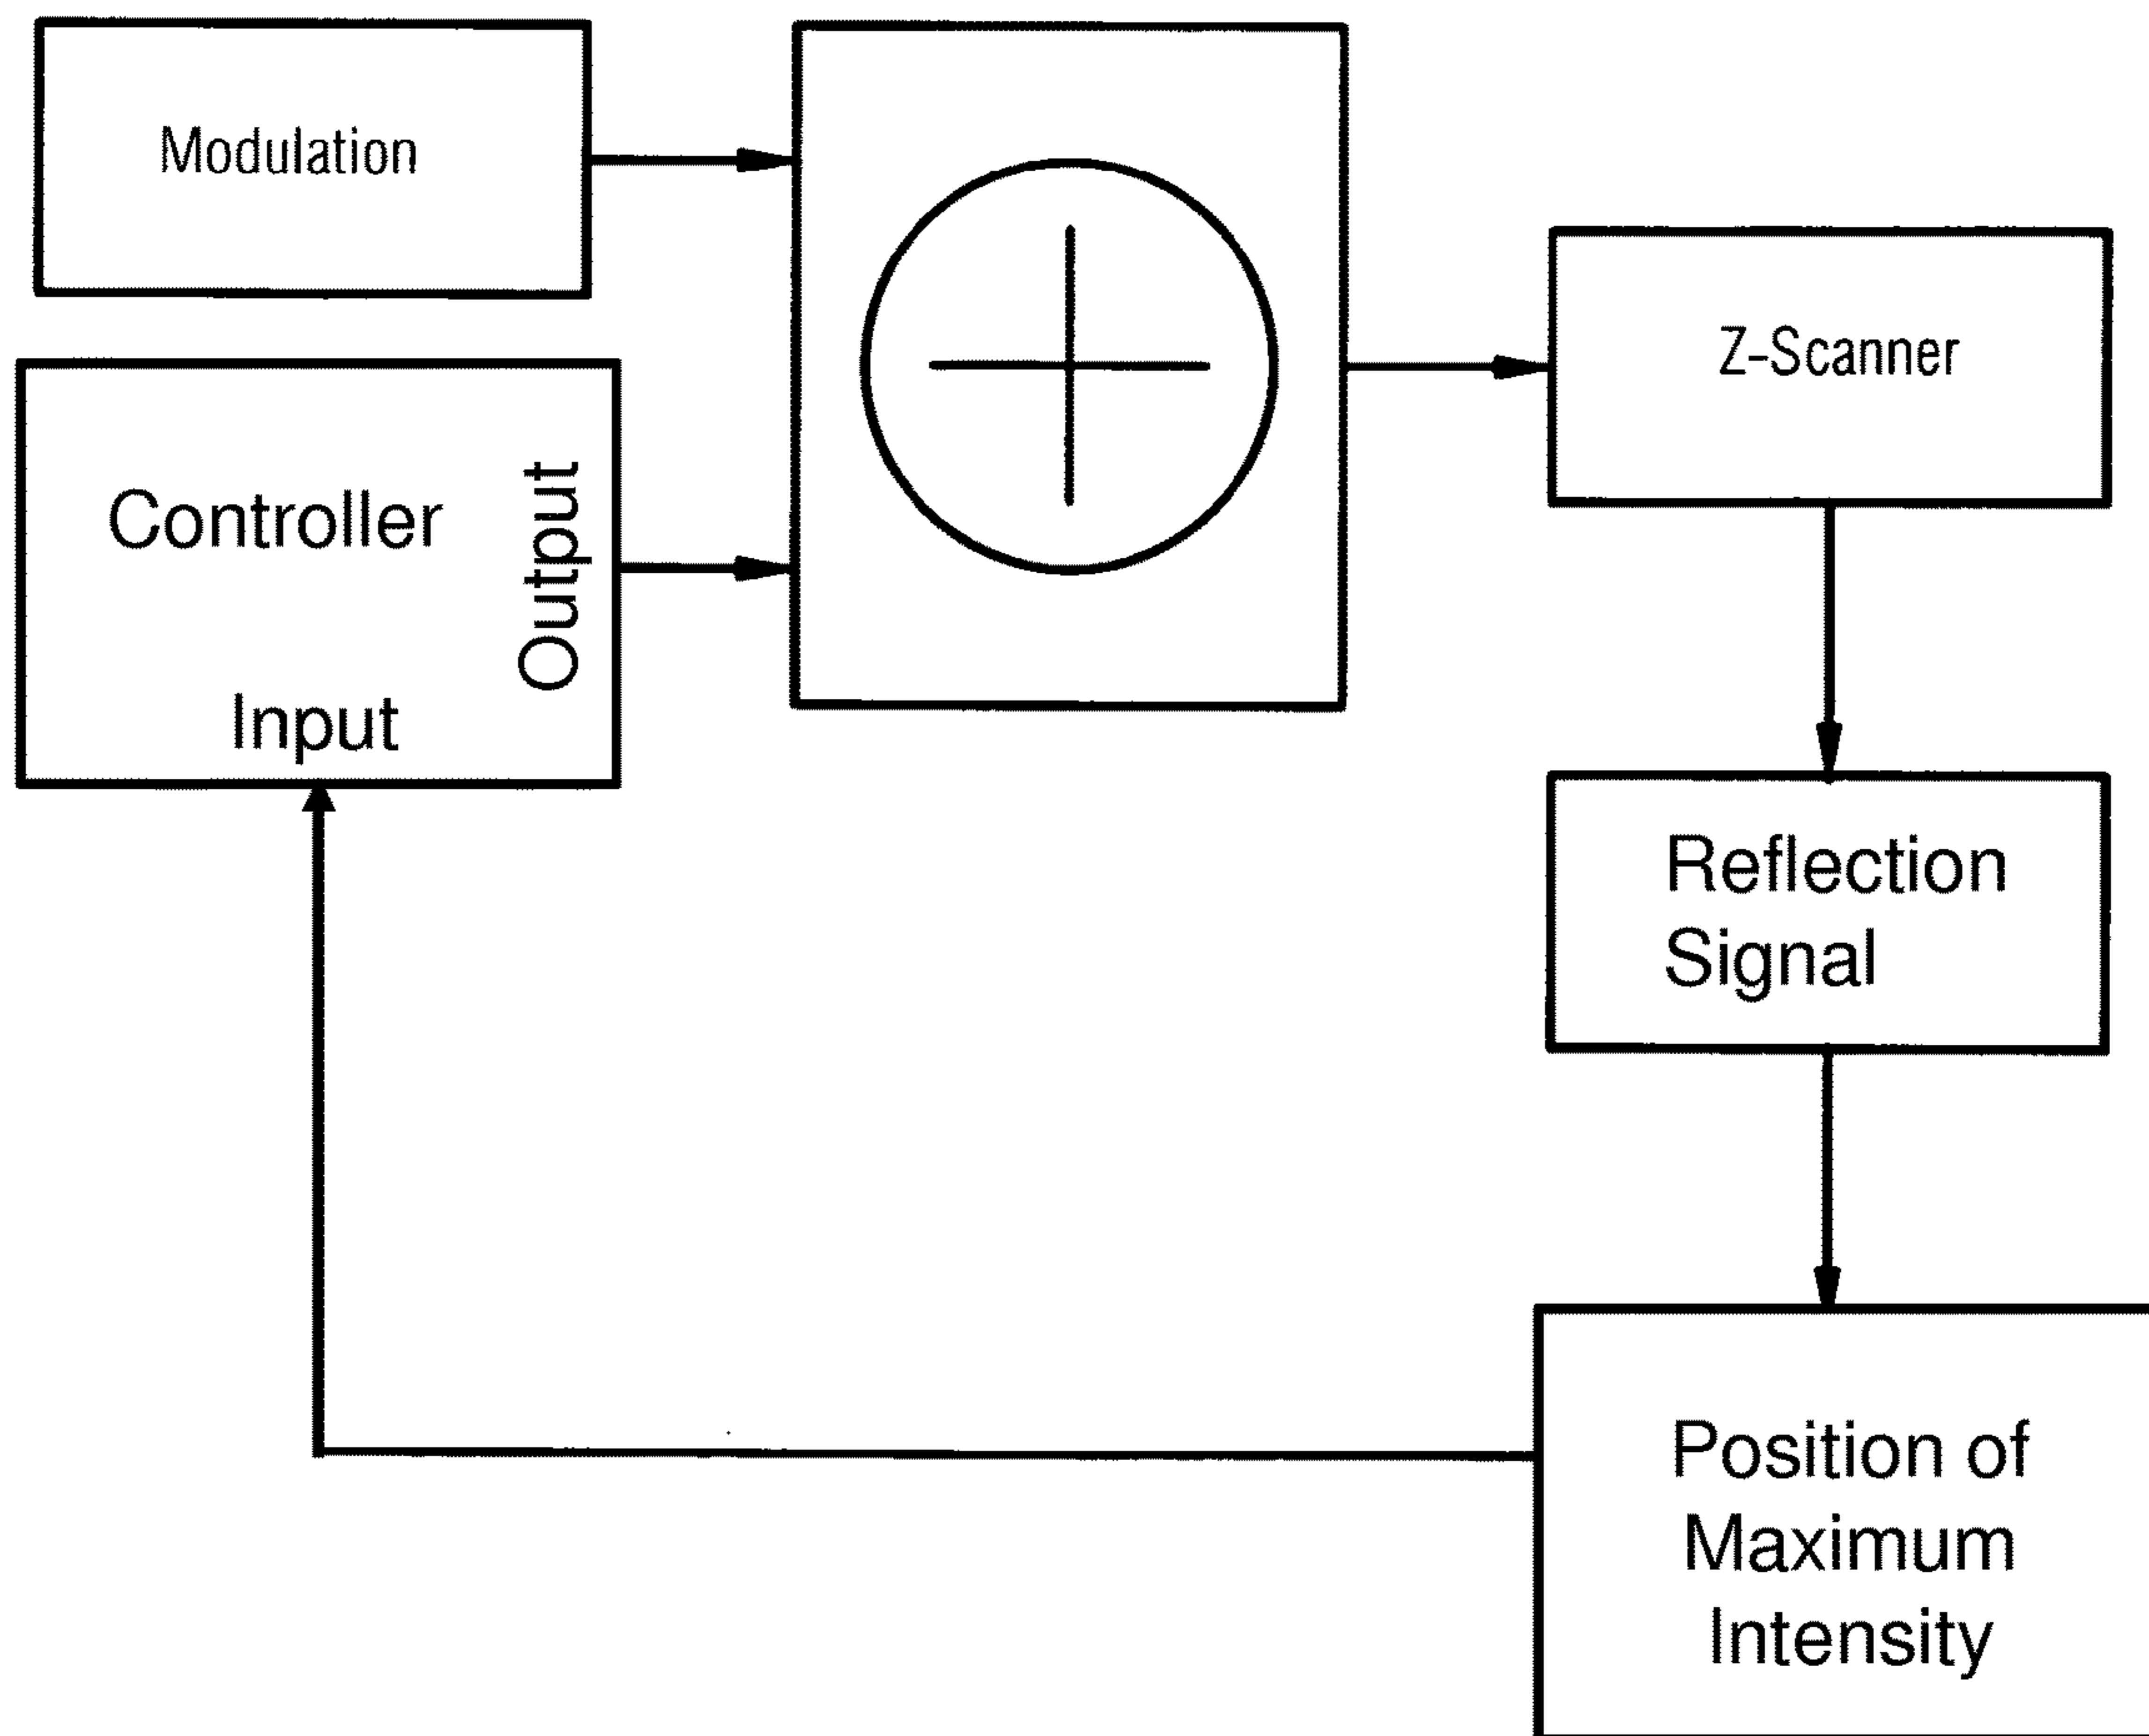 Modulation
Z-Scanner
Controller
Output
Input
Reflection
Signal
Position of
Maximum
Intensity